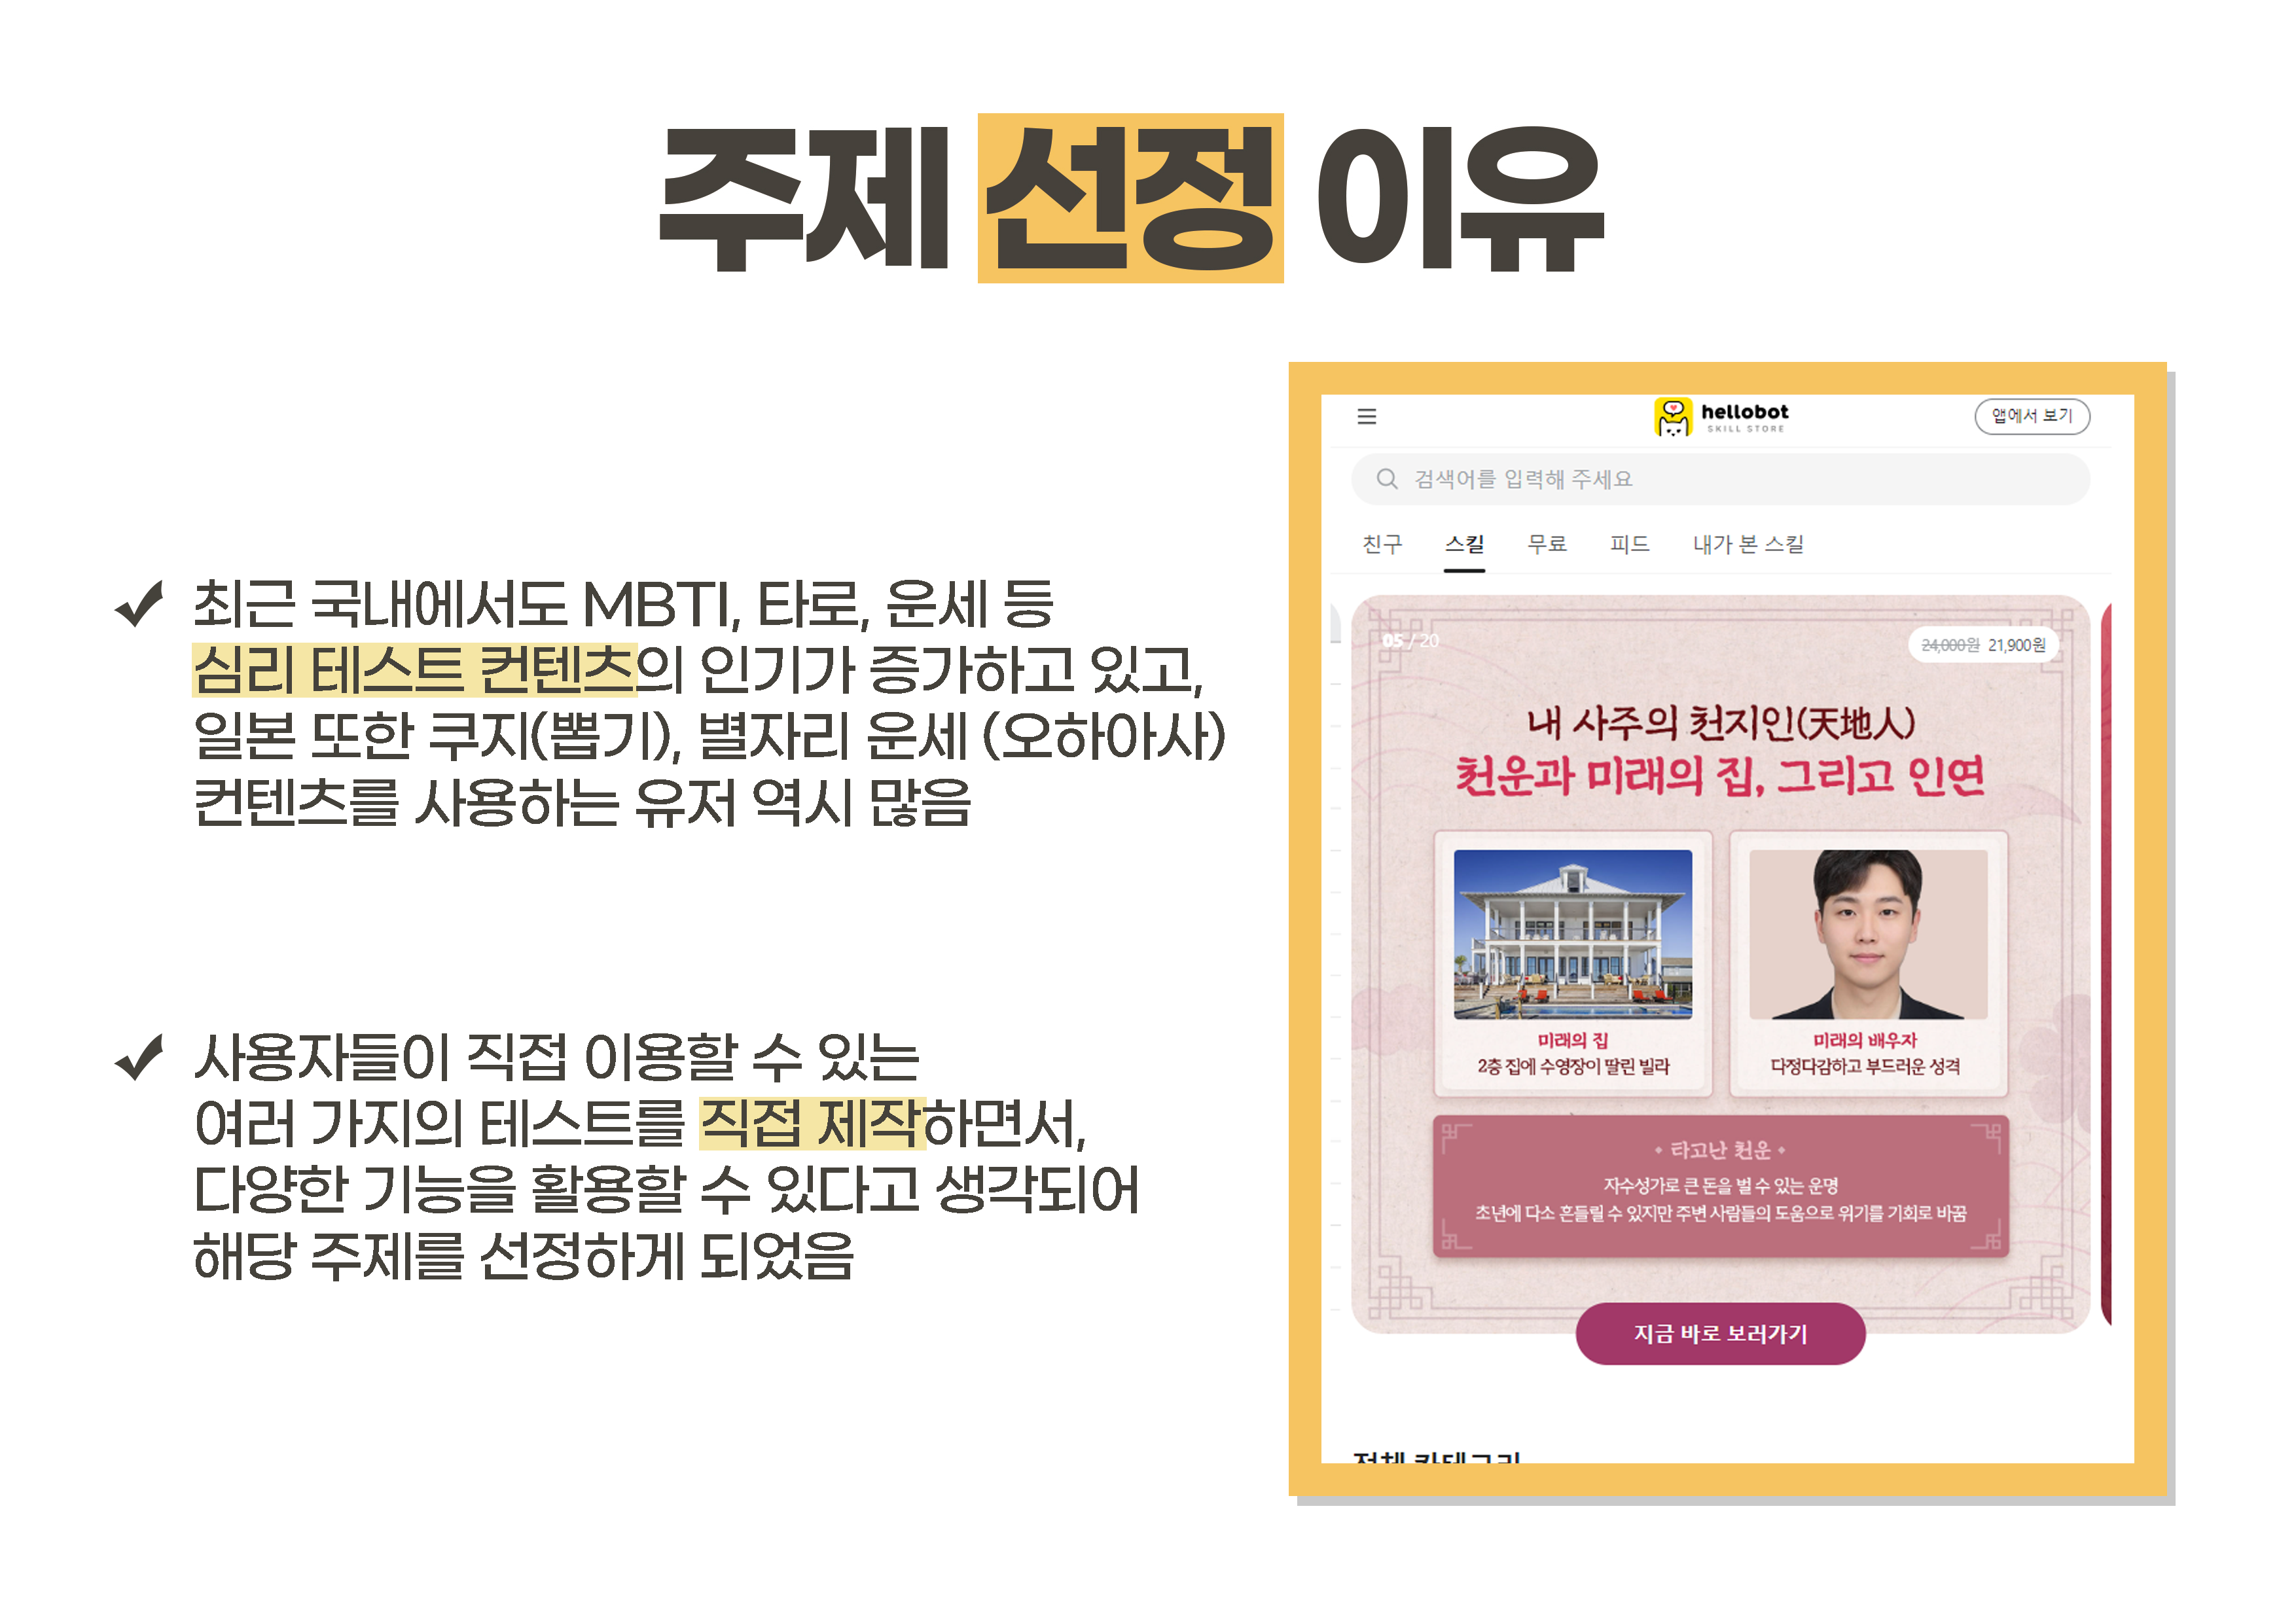 주제 선정 이유
최근 국내에서도 MBTI, 타로, 운세 등
심리 테스트 컨텐츠의 인기가 증가하고 있고,
일본 또한 쿠지(뽑기), 별자리 운세 (오하아사)
컨텐츠를 사용하는 유저 역시 많음
사용자들이 직접 이용할 수 있는
여러 가지의 테스트를 직접 제작하면서,
다양한 기능을 활용할 수 있다고 생각되어
해당 주제를 선정하게 되었음
hellobot
SKILL STORE
앱에서 보기
검색어를 입력해 주세요
친구 스킬 무료 피드 내가 본 스킬
05 / 20
24,000원 21,900원
내 사주의 천지인(天地人)
천운과 미래의 집, 그리고 인연
미래의 집
2층 집에 수영장이 딸린 빌라
미래의 배우자
다정다감하고 부드러운 성격
타고난 천운
자수성가로 큰 돈을 벌 수 있는 운명
초년에 다소 흔들릴 수 있지만 주변 사람들의 도움으로 위기를 기회로 바꿈
지금 바로 보러가기
전체 카테고리